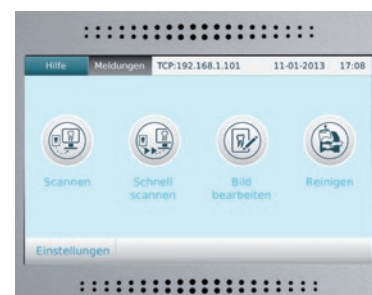 Hilfe Meldungen TCP:192.168.1.101 11-01-2013 17:08
Scannen Schnell scannen Bild bearbeiten Reinigen
Einstellungen